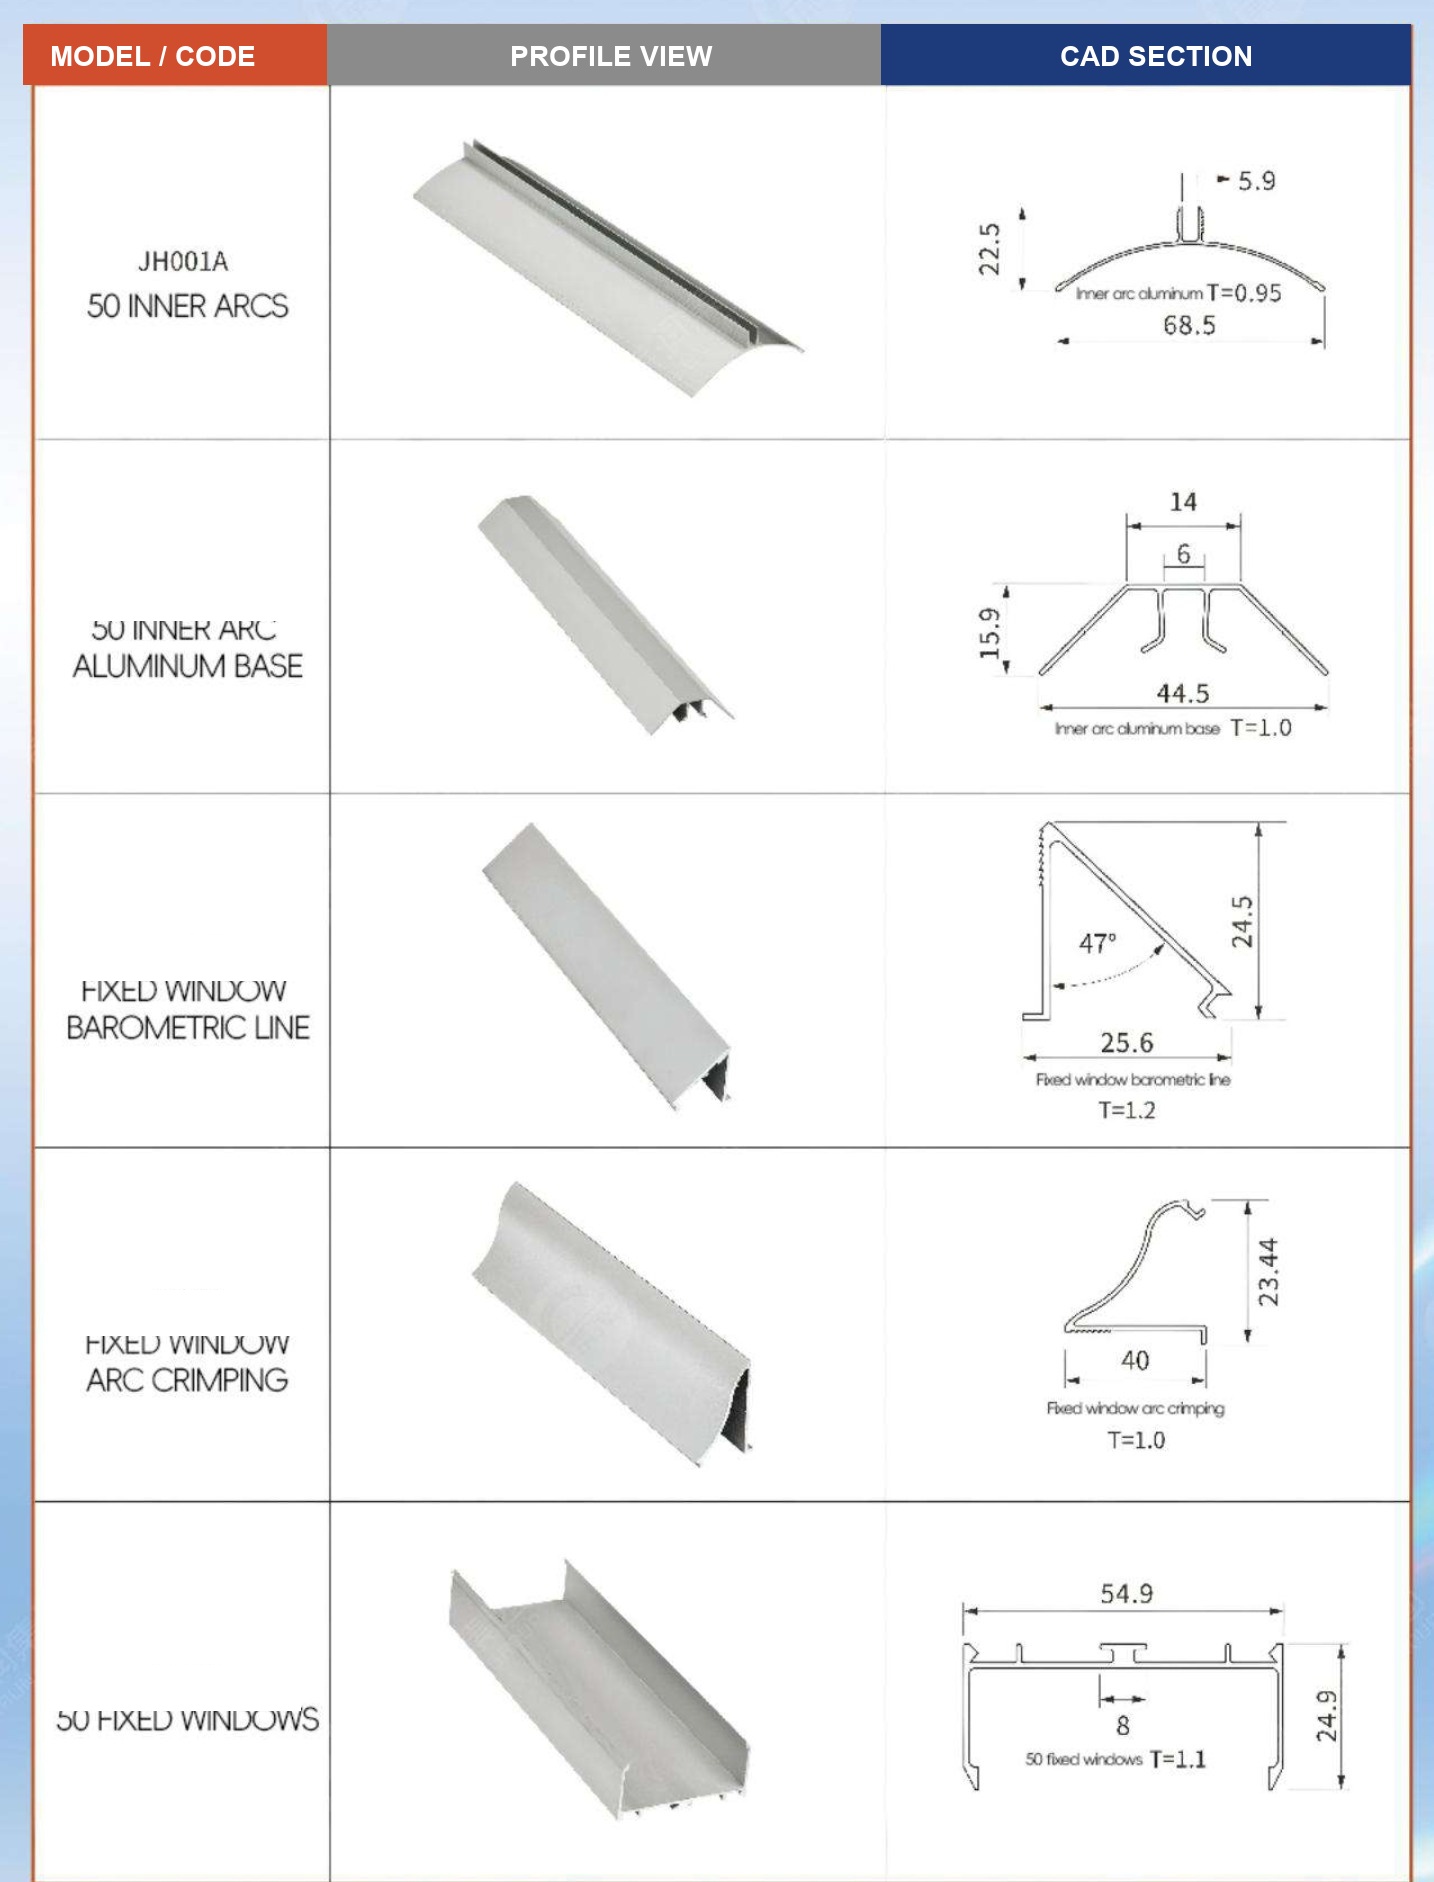 MODEL / CODE
PROFILE VIEW
CAD SECTION
JH001A
50 INNER ARCS
5.9
22.5
Inner arc aluminum T=0.95
68.5
50 INNER ARC
ALUMINUM BASE
14
6
15.9
44.5
Inner arc aluminum base T=1.0
FIXED WINDOW
BAROMETRIC LINE
47°
24.5
25.6
Fixed window barometric line
T=1.2
FIXED WINDOW
ARC CRIMPING
23.44
40
Fixed window arc crimping
T=1.0
50 FIXED WINDOWS
54.9
24.9
8
50 fixed windows T=1.1